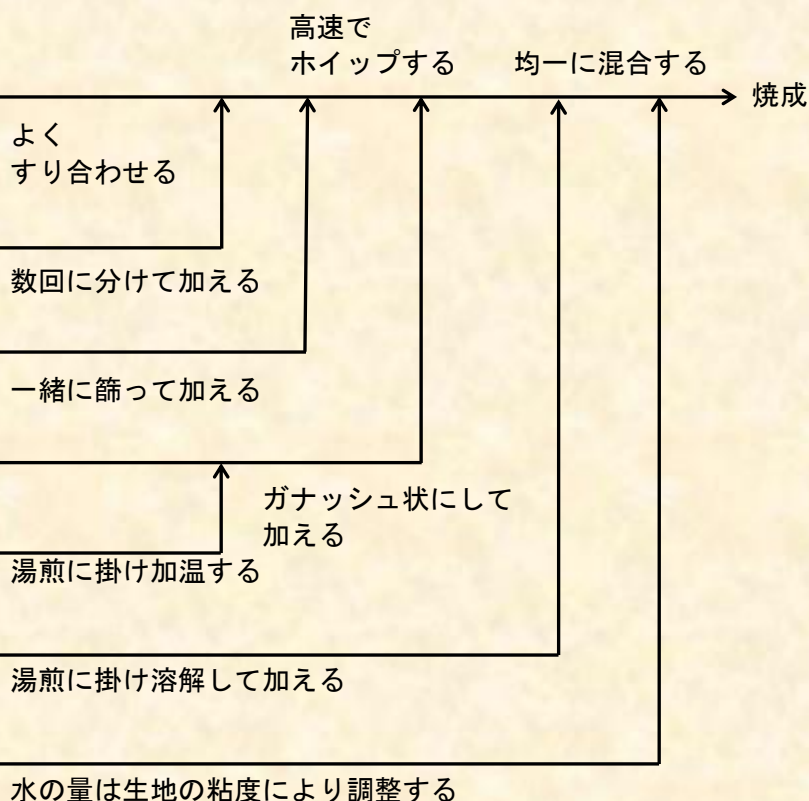 高速で
ホイップする
均一に混合する
焼成
よく
すり合わせる
数回に分けて加える
一緒に篩って加える
ガナッシュ状にして
加える
湯煎に掛け加温する
湯煎に掛け溶解して加える
水の量は生地の粘度により調整する